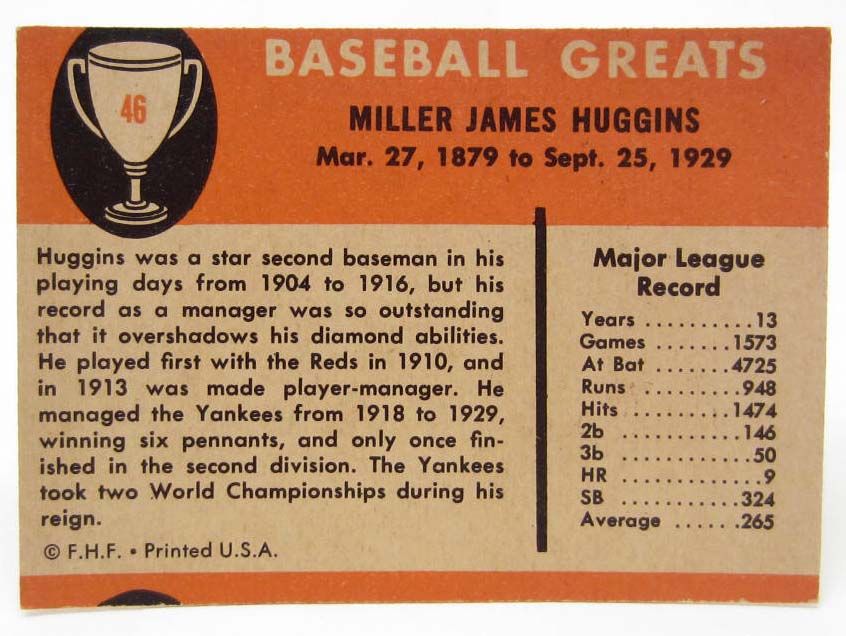 46
BASEBALL GREATS
MILLER JAMES HUGGINS
Mar. 27, 1879 to Sept. 25, 1929
Huggins was a star second baseman in his
playing days from 1904 to 1916, but his
record as a manager was so outstanding
that it overshadows his diamond abilities.
He played first with the Reds in 1910, and
in 1913 was made player-manager. He
managed the Yankees from 1918 to 1929,
winning six pennants, and only once fin-
ished in the second division. The Yankees
took two World Championships during his
reign.
© F.H.F. • Printed U.S.A.
Major League
Record
Years ..........13
Games .......1573
At Bat .......4725
Runs .........948
Hits .........1474
2b ...........146
3b ............50
HR .............9
SB ...........324
Average ......265